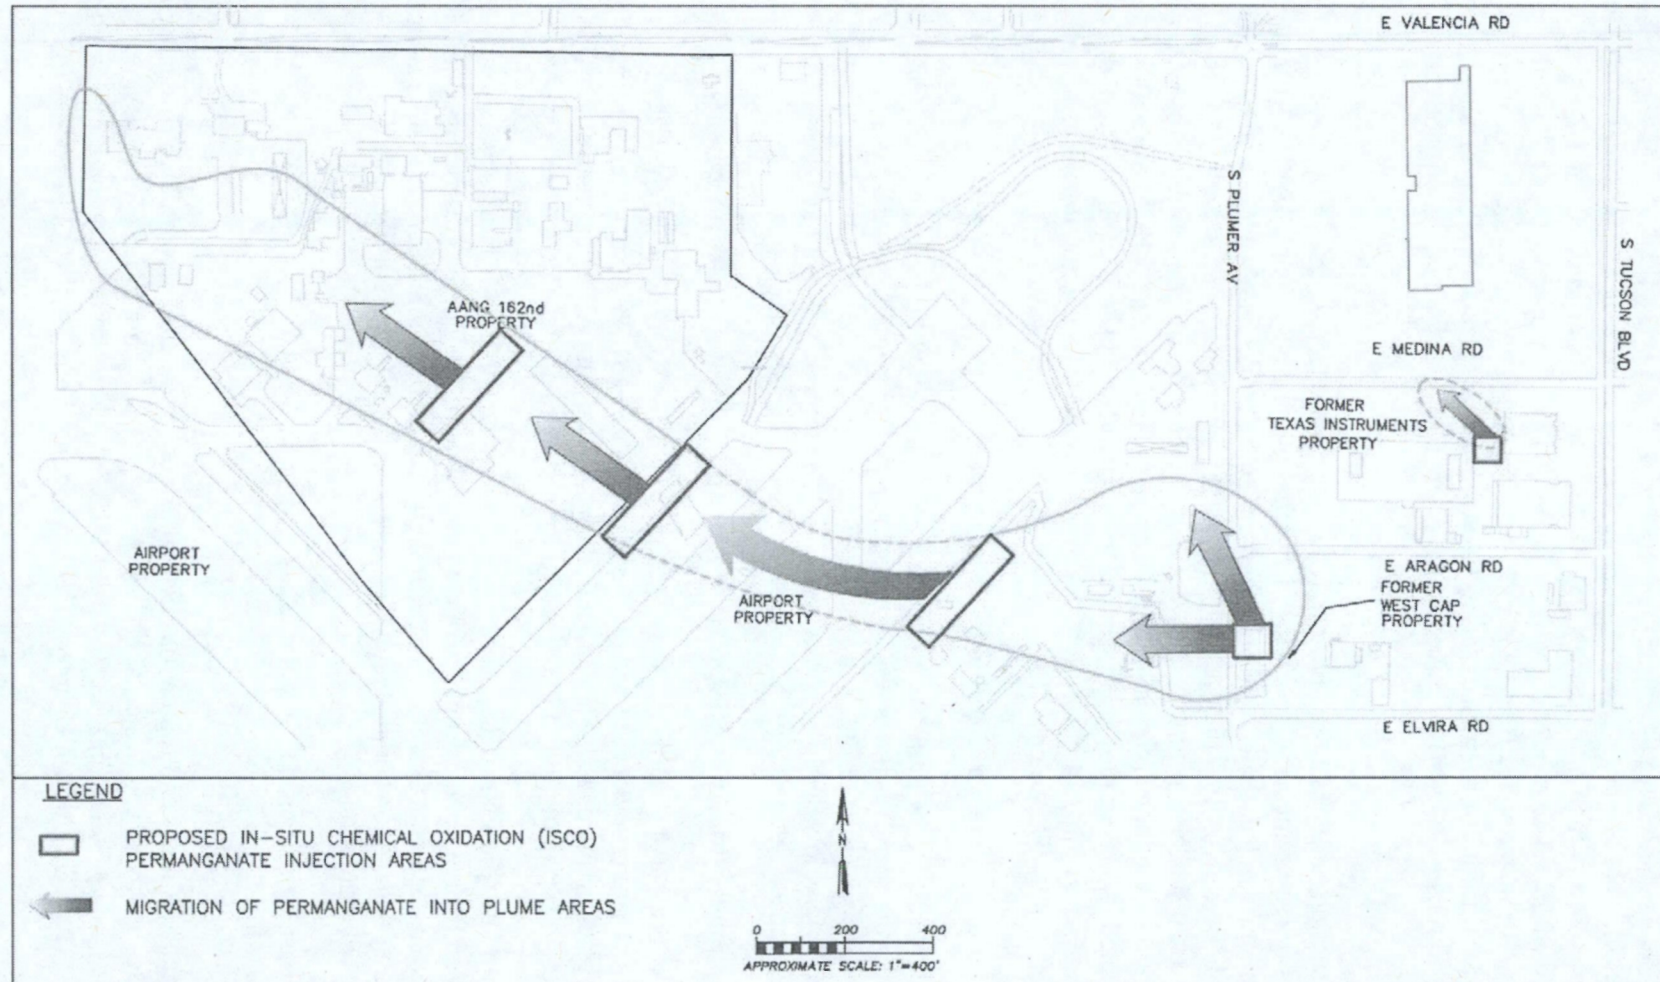 E VALENCIA RD
S PLUMER AV
S TUCSON BLVD
AANG 162nd
PROPERTY
E MEDINA RD
FORMER
TEXAS INSTRUMENTS
PROPERTY
AIRPORT
PROPERTY
AIRPORT
PROPERTY
E ARAGON RD
FORMER
WEST CAP
PROPERTY
E ELVIRA RD
LEGEND
PROPOSED IN-SITU CHEMICAL OXIDATION (ISCO)
PERMANGANATE INJECTION AREAS
MIGRATION OF PERMANGANATE INTO PLUME AREAS
N
0 200 400
APPROXIMATE SCALE: 1"=400'